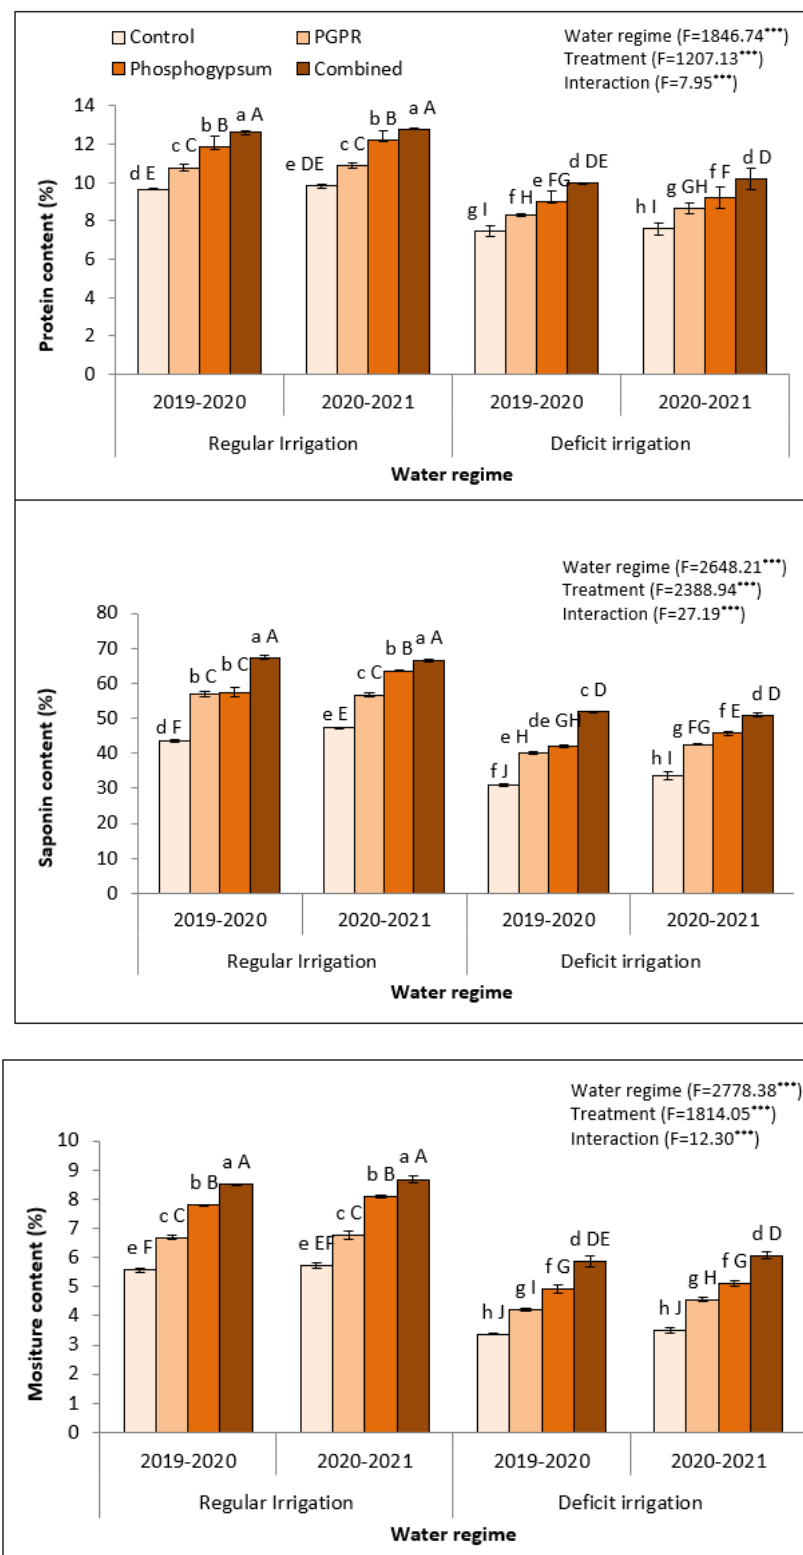 Control PGPR
Phosphogypsum Combined
Water regime (F=1846.74***)
Treatment (F=1207.13***)
Interaction (F=7.95***)
Protein content (%)
14
12
10
8
6
4
2
0
d E c C b B a A e DE c C b B a A g I f H e FG d DE h I g GH f F d D
2019-2020 2020-2021 2019-2020 2020-2021
Regular Irrigation Deficit irrigation
Water regime
Water regime (F=2648.21***)
Treatment (F=2388.94***)
Interaction (F=27.19***)
Saponin content (%)
80
70
60
50
40
30
20
10
0
d F b C b C a A e E c C b B a A f J e H de GH c D h I g FG f E d D
2019-2020 2020-2021 2019-2020 2020-2021
Regular Irrigation Deficit irrigation
Water regime
Water regime (F=2778.38***)
Treatment (F=1814.05***)
Interaction (F=12.30***)
Mositure content (%)
10
9
8
7
6
5
4
3
2
1
0
e F c C b B a A e EF c C b B a A h J g I f G d DE h J g H f G d D
2019-2020 2020-2021 2019-2020 2020-2021
Regular Irrigation Deficit irrigation
Water regime